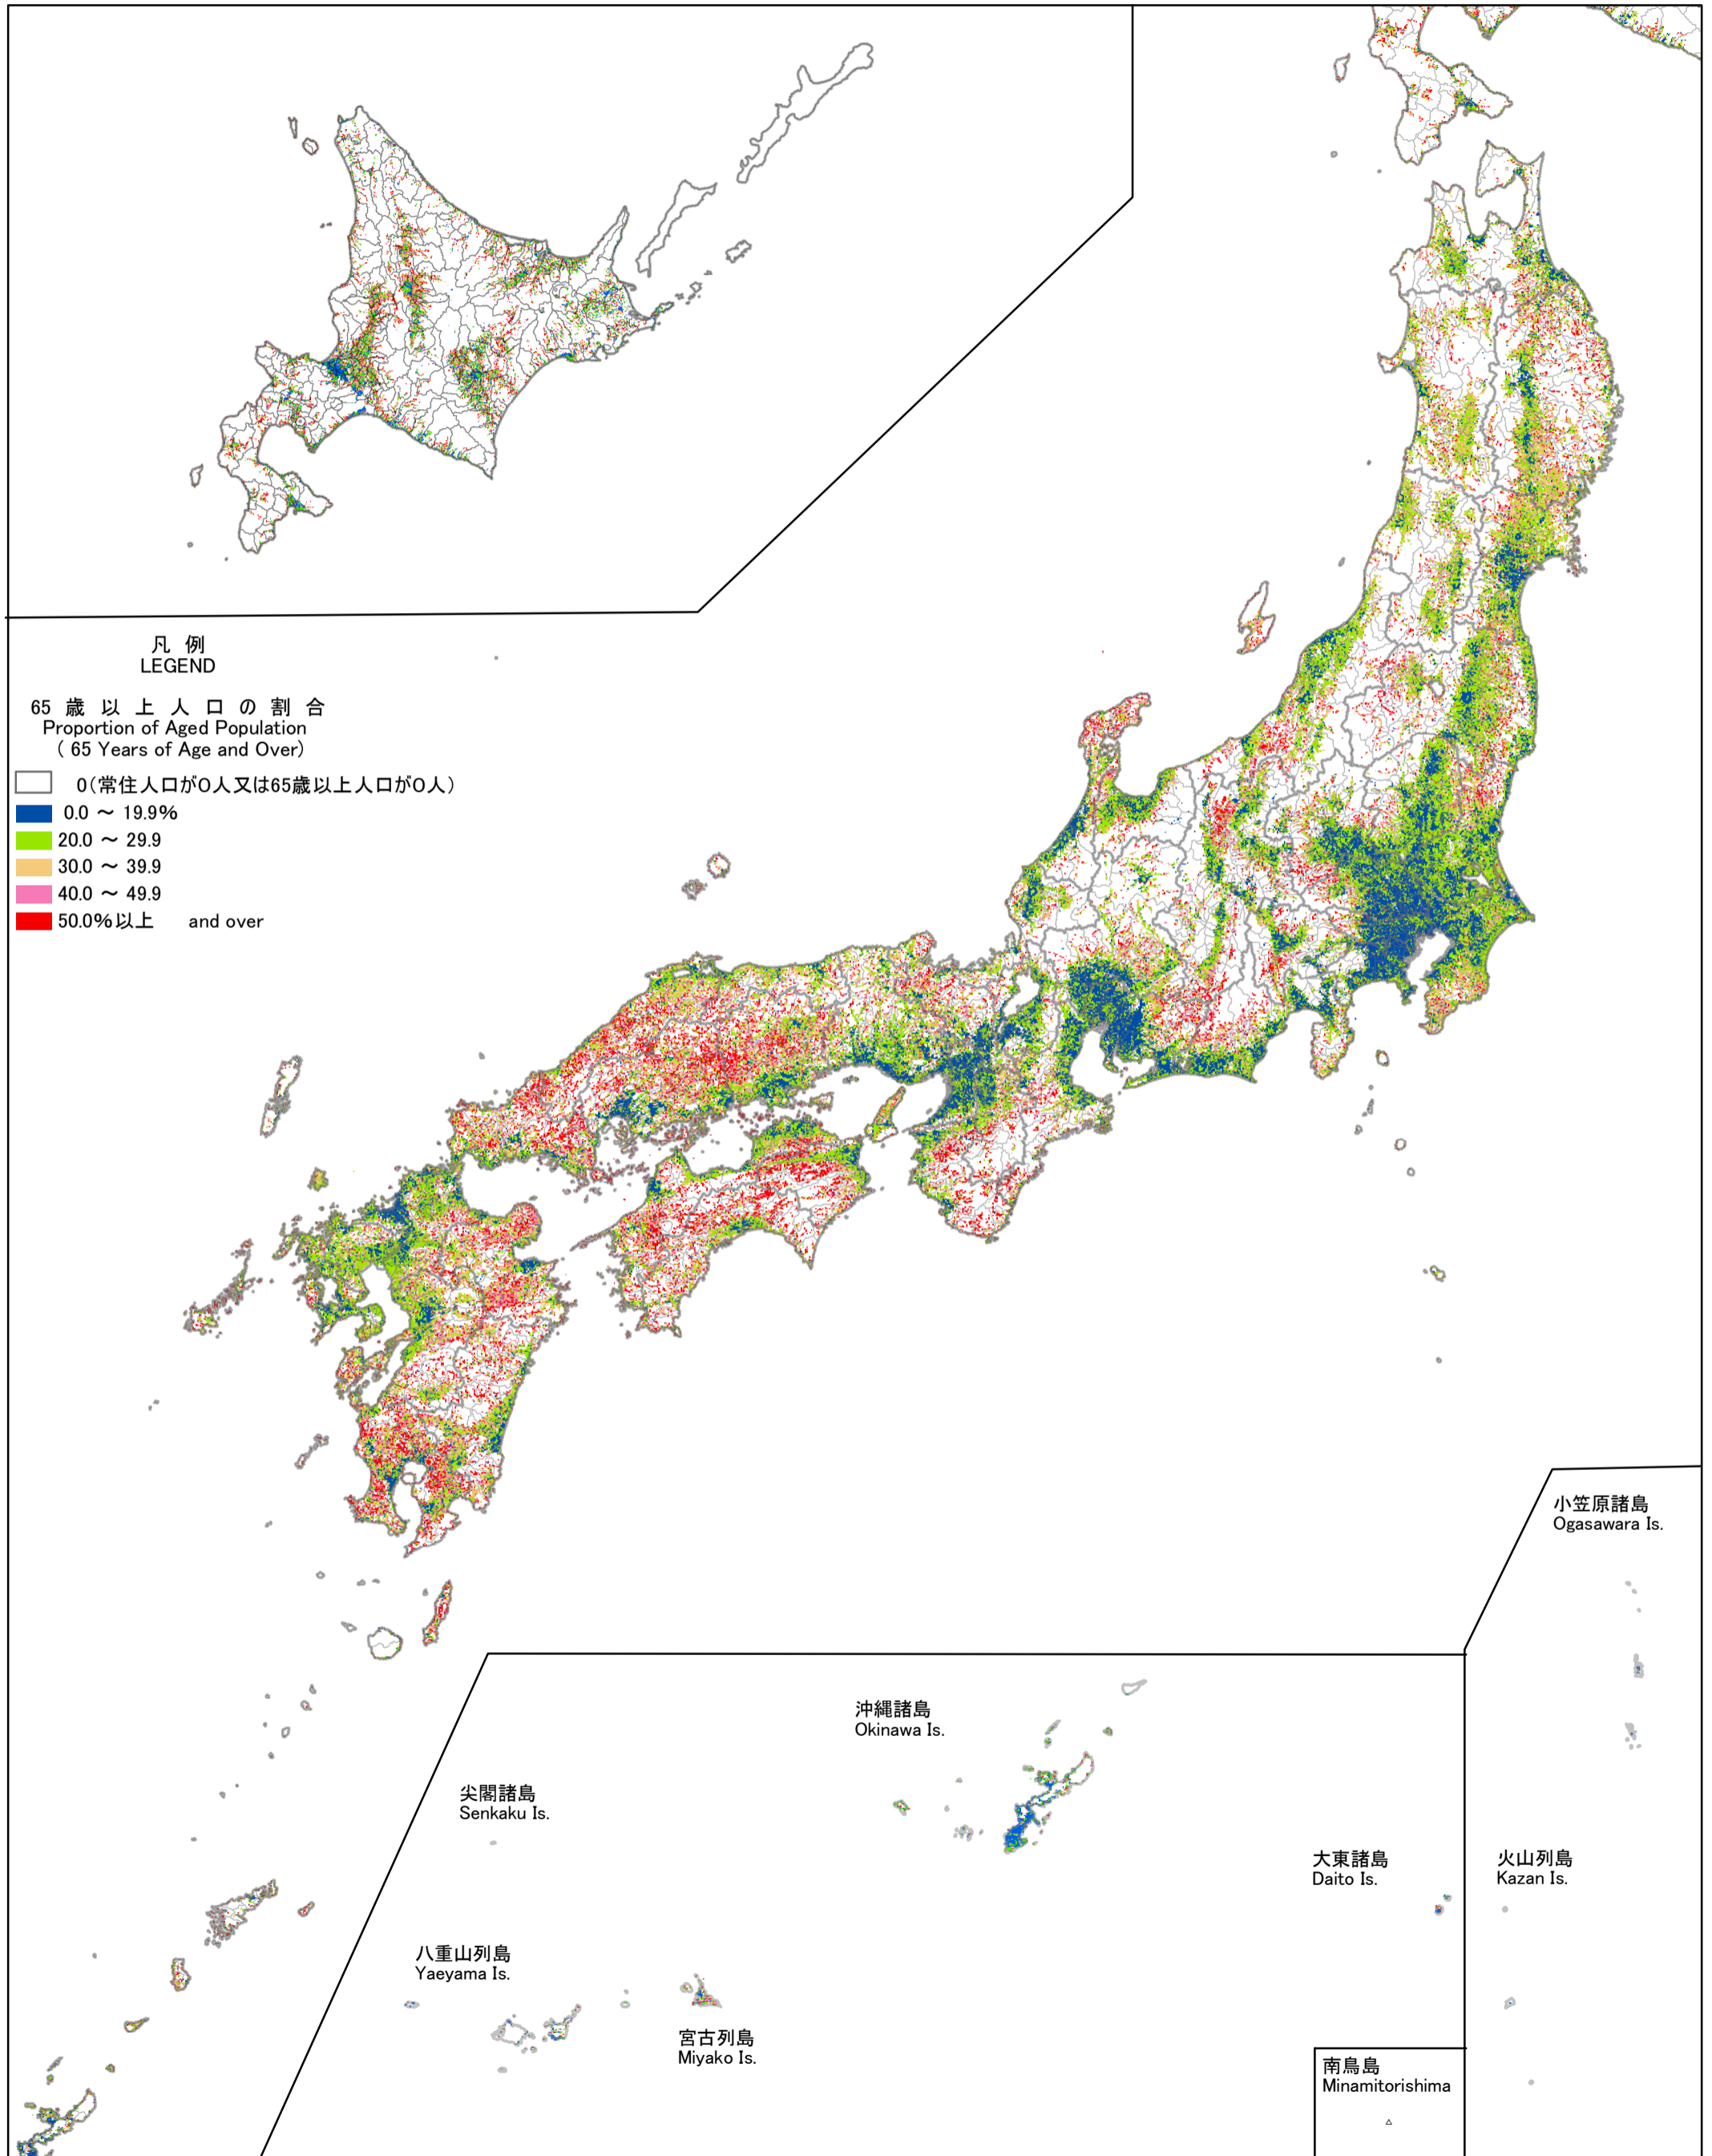 凡 例
LEGEND
65 歳 以 上 人 口 の 割 合
Proportion of Aged Population
( 65 Years of Age and Over)
0(常住人口が0人又は65歳以上人口が0人)
0.0 ～ 19.9%
20.0 ～ 29.9
30.0 ～ 39.9
40.0 ～ 49.9
50.0%以上 and over
小笠原諸島
Ogasawara Is.
沖縄諸島
Okinawa Is.
尖閣諸島
Senkaku Is.
大東諸島
Daito Is.
火山列島
Kazan Is.
八重山列島
Yaeyama Is.
宮古列島
Miyako Is.
南鳥島
Minamitorishima